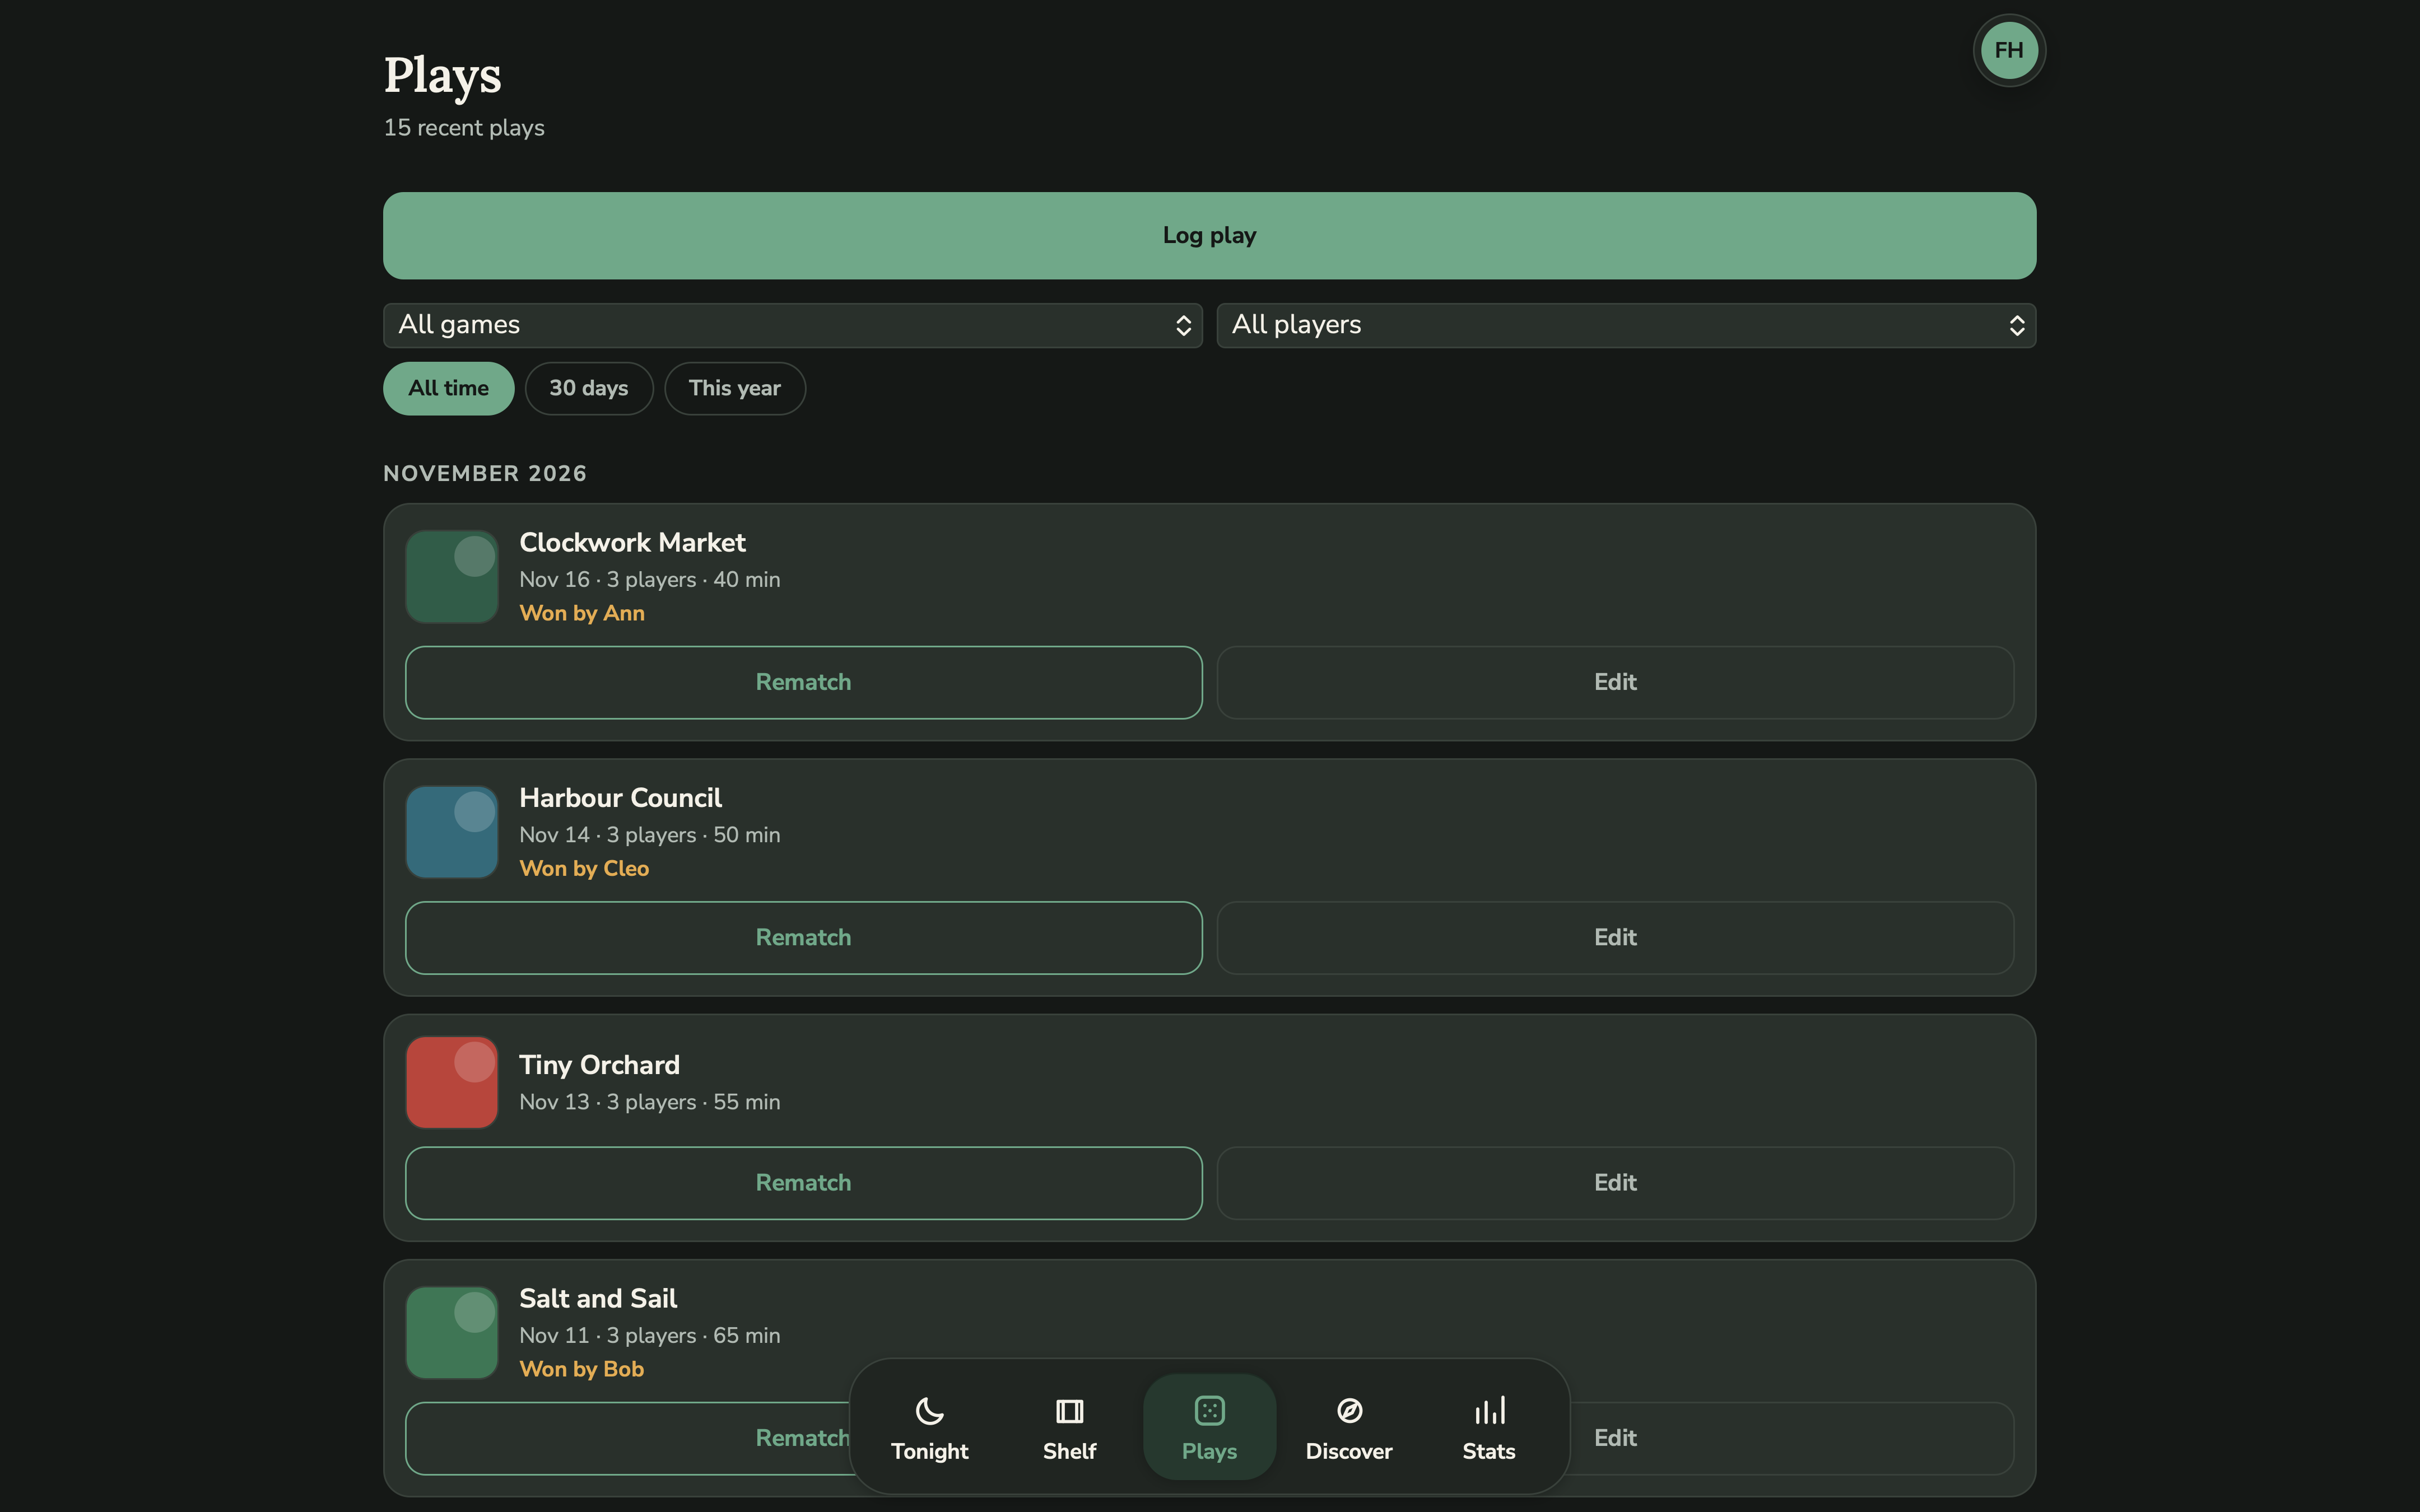 FH
Plays
15 recent plays
Log play
All games
All players
All time
30 days
This year
NOVEMBER 2026
Clockwork Market
Nov 16 · 3 players · 40 min
Won by Ann
Rematch
Edit
Harbour Council
Nov 14 · 3 players · 50 min
Won by Cleo
Rematch
Edit
Tiny Orchard
Nov 13 · 3 players · 55 min
Rematch
Edit
Salt and Sail
Nov 11 · 3 players · 65 min
Won by Bob
Rematch
Edit
Tonight
Shelf
Plays
Discover
Stats